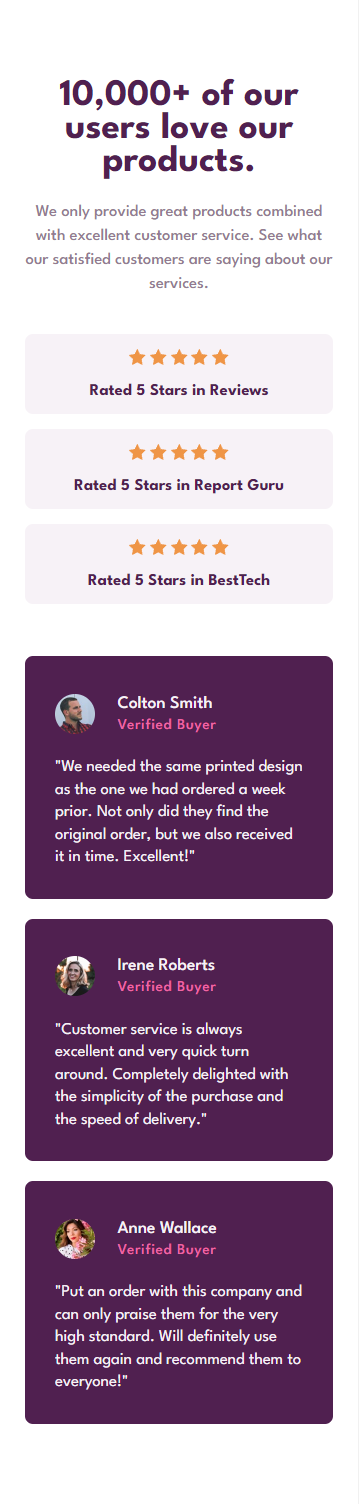 10,000+ of our
users love our
products.
We only provide great products combined
with excellent customer service. See what
our satisfied customers are saying about our
services.
Rated 5 Stars in Reviews
Rated 5 Stars in Report Guru
Rated 5 Stars in BestTech
Colton Smith
Verified Buyer
"We needed the same printed design
as the one we had ordered a week
prior. Not only did they find the
original order, but we also received
it in time. Excellent!"
Irene Roberts
Verified Buyer
"Customer service is always
excellent and very quick turn
around. Completely delighted with
the simplicity of the purchase and
the speed of delivery."
Anne Wallace
Verified Buyer
"Put an order with this company and
can only praise them for the very
high standard. Will definitely use
them again and recommend them to
everyone!"